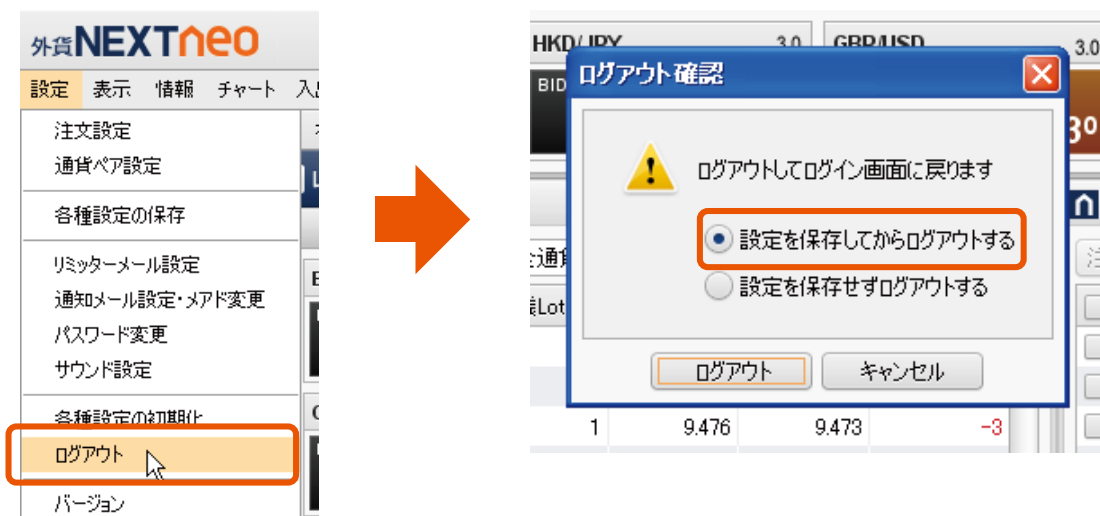 外貨NEXTneo
設定 表示 情報 チャート
注文設定
通貨ペア設定
各種設定の保存
リミッターメール設定
通知メール設定・メアド変更
パスワード変更
サウンド設定
各種設定の初期化
ログアウト
バージョン
HKD/JPY 3.0 GBP/USD 3.0
BID
ログアウト確認
ログアウトしてログイン画面に戻ります
設定を保存してからログアウトする
設定を保存せずログアウトする
Lot
ログアウト キャンセル
1 9.476 9.473 -3